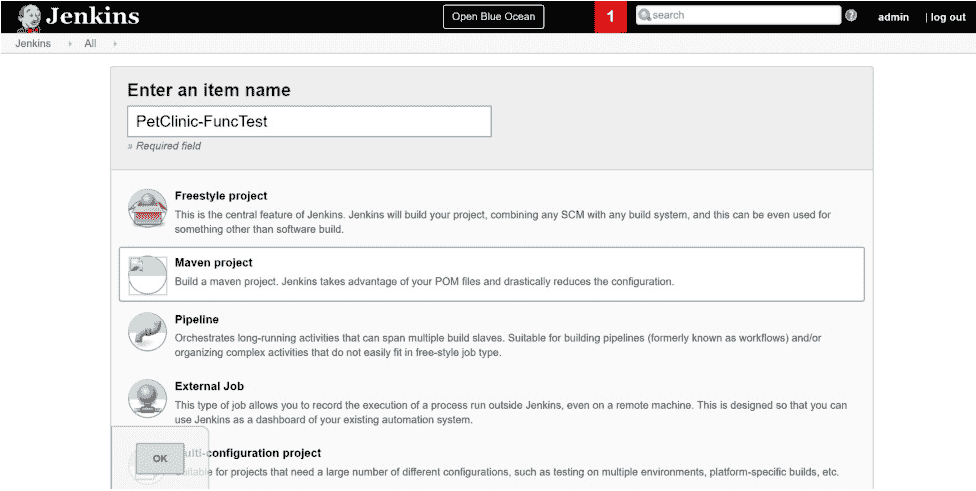 Jenkins
Open Blue Ocean
1
search
admin
| log out
Jenkins
All
Enter an item name
PetClinic-FuncTest
» Required field
Freestyle project
This is the central feature of Jenkins. Jenkins will build your project, combining any SCM with any build system, and this can be even used for
something other than software build.
Maven project
Build a maven project. Jenkins takes advantage of your POM files and drastically reduces the configuration.
Pipeline
Orchestrates long-running activities that can span multiple build slaves. Suitable for building pipelines (formerly known as workflows) and/or
organizing complex activities that do not easily fit in free-style job type.
External Job
This type of job allows you to record the execution of a process run outside Jenkins, even on a remote machine. This is designed so that you can
use Jenkins as a dashboard of your existing automation system.
OK
ulti-configuration project
itable for projects that need a large number of different configurations, such as testing on multiple environments, platform-specific builds, etc.